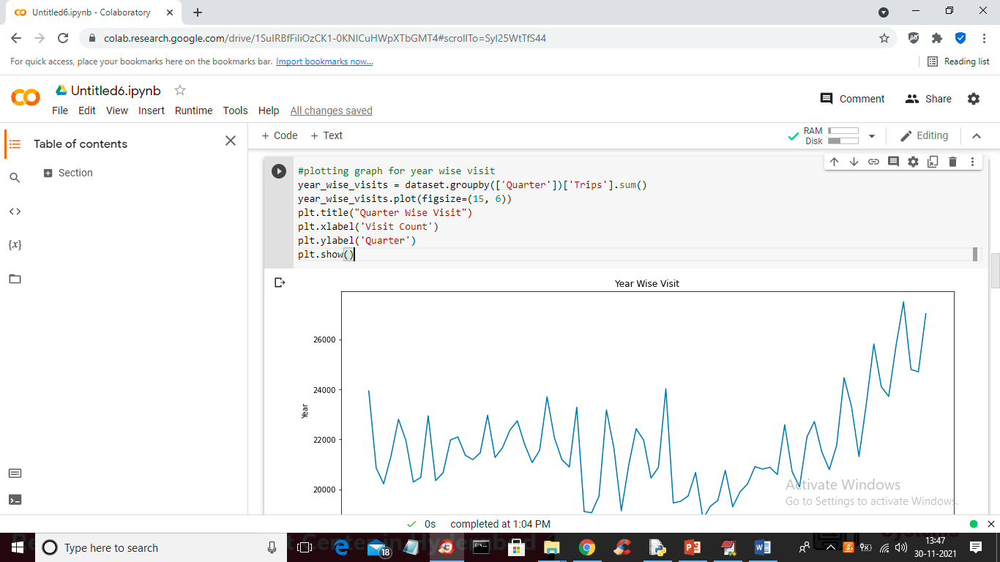 Untitled6.ipynb - Colaboratory
colab.research.google.com/drive/1SuIRBfFiIiOzCK1-0KNICuHWpXTbGMT4#scrollTo=SyI25WtTfS44
For quick access, place your bookmarks here on the bookmarks bar. Import bookmarks now...
Reading list
Untitled6.ipynb
Comment
Share
File Edit View Insert Runtime Tools Help All changes saved
Table of contents
+ Code + Text
RAM
Disk
Editing
Section
#plotting graph for year wise visit
year_wise_visits = dataset.groupby(['Quarter'])['Trips'].sum()
year_wise_visits.plot(figsize=(15, 6))
plt.title("Quarter Wise Visit")
plt.xlabel('Visit Count')
plt.ylabel('Quarter')
plt.show()
{x}
Year Wise Visit
26000
24000
Year
22000
20000
Activate Windows
Go to Settings to activate Windows.
0s completed at 1:04 PM
Type here to search
18
13:47
30-11-2021